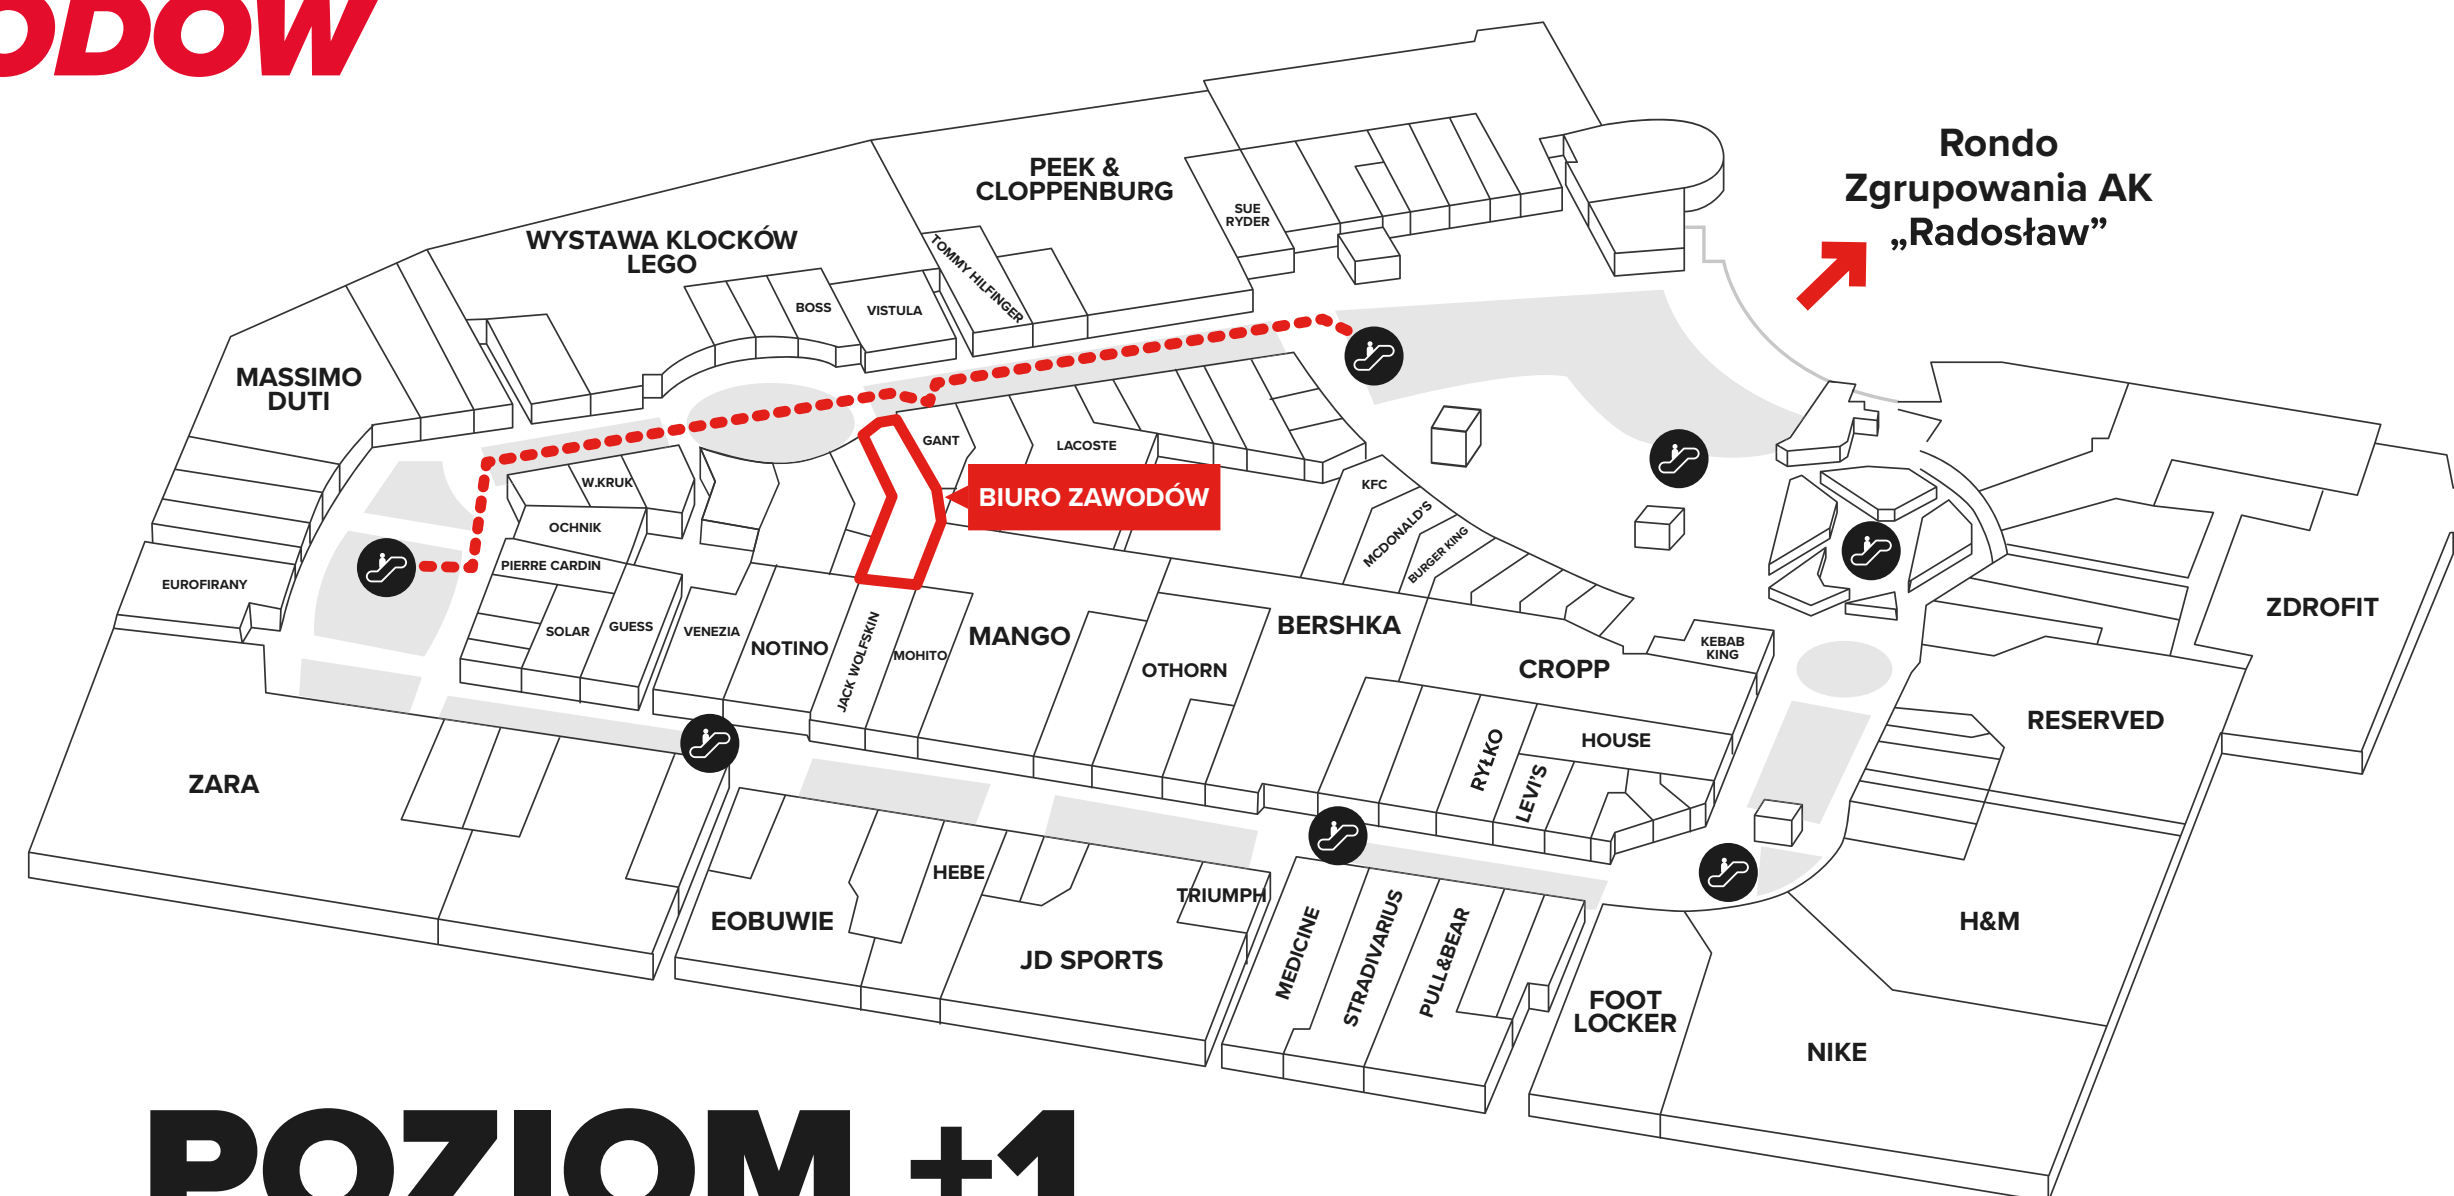 ODÓW
Rondo
Zgrupowania AK
„Radosław”
PEEK &
CLOPPENBURG
SUE
RYDER
WYSTAWA KLOCKÓW
LEGO
TOMMY HILFINGER
BOSS
VISTULA
MASSIMO
DUTI
GANT
LACOSTE
W.KRUK
BIURO ZAWODÓW
KFC
MCDONALD'S
BURGER KING
OCHNIK
PIERRE CARDIN
EUROFIRANY
SOLAR
GUESS
VENEZIA
NOTINO
JACK WOLFSKIN
MOHITO
MANGO
OTHORN
BERSHKA
CROPP
KEBAB
KING
ZDROFIT
RESERVED
RYŁKO
HOUSE
LEVI'S
ZARA
HEBE
EOBUWIE
TRIUMPH
JD SPORTS
MEDICINE
STRADIVARIUS
PULL&BEAR
H&M
FOOT
LOCKER
NIKE
POZIOM +1